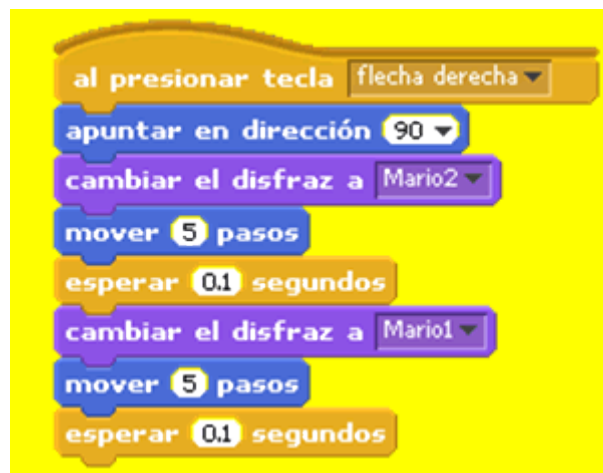 al presionar tecla flecha derecha
apuntar en dirección 90
cambiar el disfraz a Mario2
mover 5 pasos
esperar 0.1 segundos
cambiar el disfraz a Mario1
mover 5 pasos
esperar 0.1 segundos